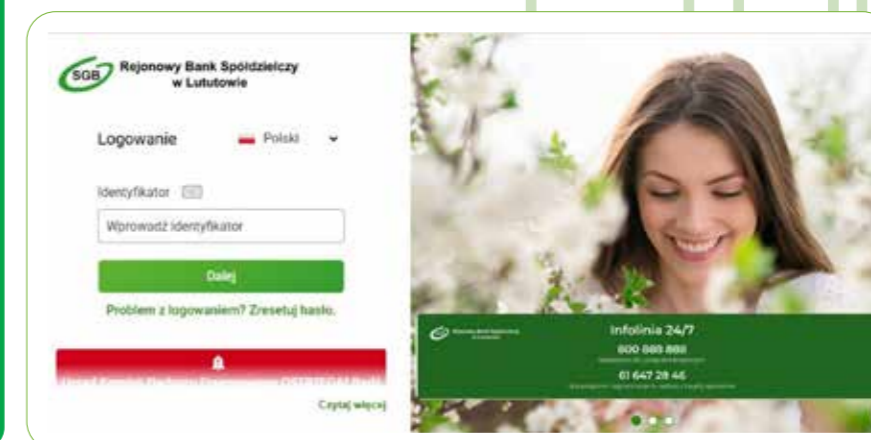 SGB
Rejonowy Bank Spółdzielczy
w Lututowie
Logowanie
Polski
Identyfikator
Wprowadź identyfikator
Dalej
Problem z logowaniem? Zresetuj hasło.
Czytaj więcej
Infolinia 24/7
800 888 888
61 647 28 46